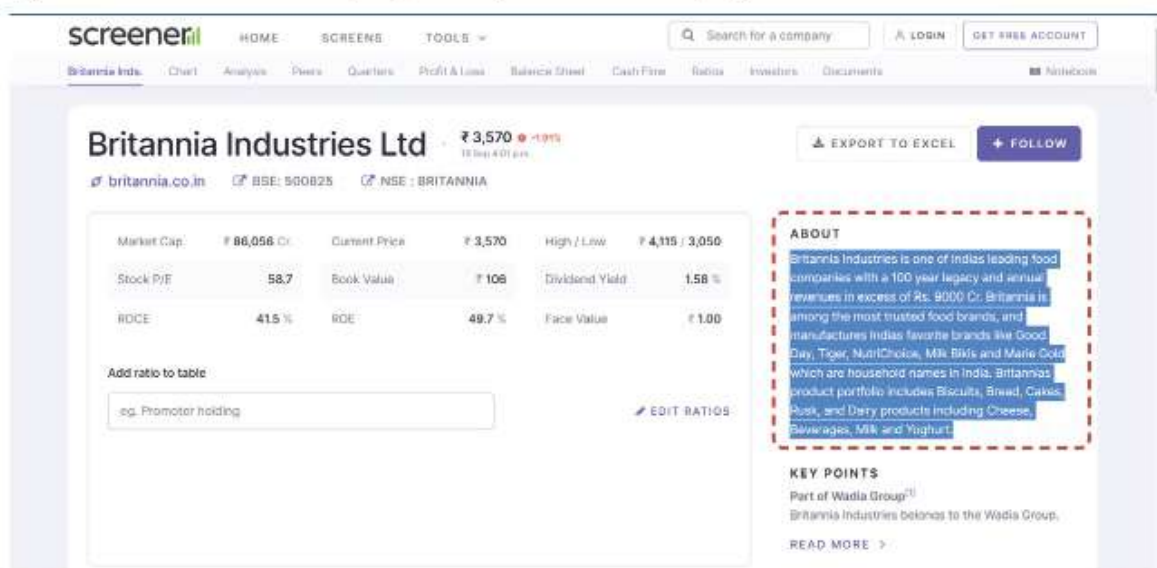 screener
HOME SCREENS TOOLS
Search for a company
LOGIN
GET FREE ACCOUNT
Britannia Inds. Chart Analysis Peers Quarters Profit & Loss Balance Sheet Cash Flow Ratios Investors Documents Notebook
Britannia Industries Ltd
₹ 3,570 -1.91%
4:01 p.m.
EXPORT TO EXCEL
+ FOLLOW
britannia.co.in BSE: 500825 NSE : BRITANNIA
Market Cap ₹ 86,056 Cr. Current Price ₹ 3,570 High / Low ₹ 4,115 / 3,050
Stock P/E 58.7 Book Value ₹ 106 Dividend Yield 1.58 %
ROCE 41.5 % ROE 49.7 % Face Value ₹ 1.00
Add ratio to table
eg. Promoter holding
EDIT RATIOS
ABOUT
Britannia Industries is one of Indias leading food
companies with a 100 year legacy and annual
revenues in excess of Rs. 9000 Cr. Britannia is
among the most trusted food brands, and
manufactures Indias favorite brands like Good
Day, Tiger, NutriChoice, Milk Bikis and Marie Gold
which are household names in India. Britannias
product portfolio includes Biscuits, Bread, Cakes,
Rusk, and Dairy products including Cheese,
Beverages, Milk and Yoghurt.
KEY POINTS
Part of Wadia Group[1]
Britannia Industries belongs to the Wadia Group.
READ MORE >